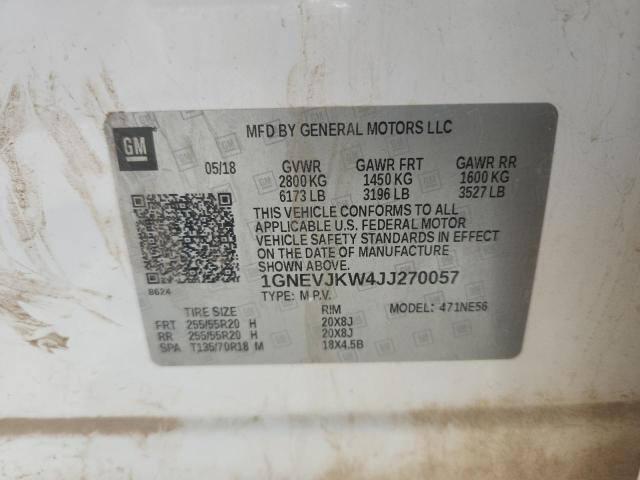 GM
MFD BY GENERAL MOTORS LLC
05/18 GVWR GAWR FRT GAWR RR
2800 KG 1450 KG 1600 KG
6173 LB 3196 LB 3527 LB
THIS VEHICLE CONFORMS TO ALL
APPLICABLE U.S. FEDERAL MOTOR
VEHICLE SAFETY STANDARDS IN EFFECT
ON THE DATE OF MANUFACTURE
SHOWN ABOVE.
8624
1GNEVJKW4JJ270057
TYPE: M.P.V.
TIRE SIZE RIM MODEL: 471NE56
FRT 255/55R20 H 20X8J
RR 255/55R20 H 20X8J
SPA T135/70R18 M 18X4.5B